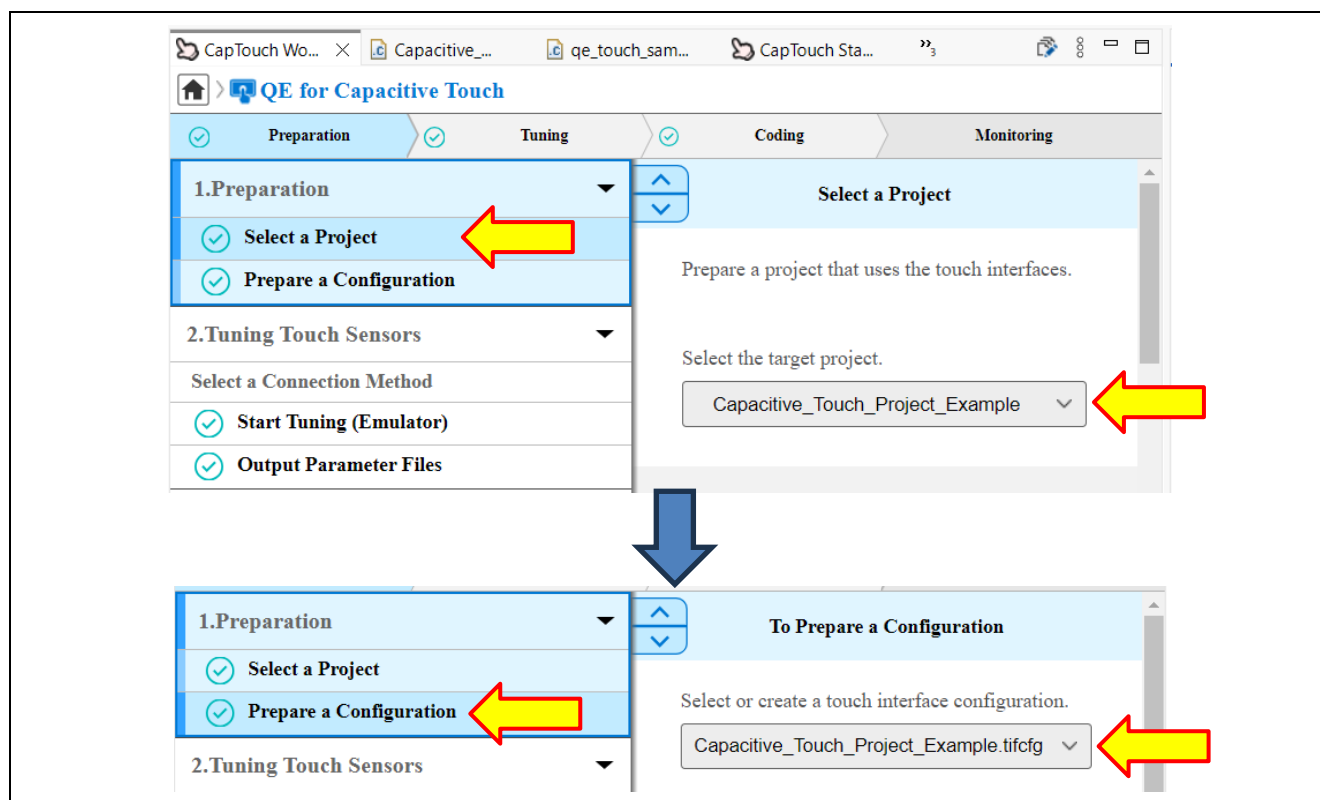 CapTouch Wo...
Capacitive_...
qe_touch_sam...
CapTouch Sta...
»3
QE for Capacitive Touch
Preparation
Tuning
Coding
Monitoring
1.Preparation
Select a Project
Prepare a Configuration
2.Tuning Touch Sensors
Select a Connection Method
Start Tuning (Emulator)
Output Parameter Files
Select a Project
Prepare a project that uses the touch interfaces.
Select the target project.
Capacitive_Touch_Project_Example
1.Preparation
Select a Project
Prepare a Configuration
2.Tuning Touch Sensors
To Prepare a Configuration
Select or create a touch interface configuration.
Capacitive_Touch_Project_Example.tifcfg